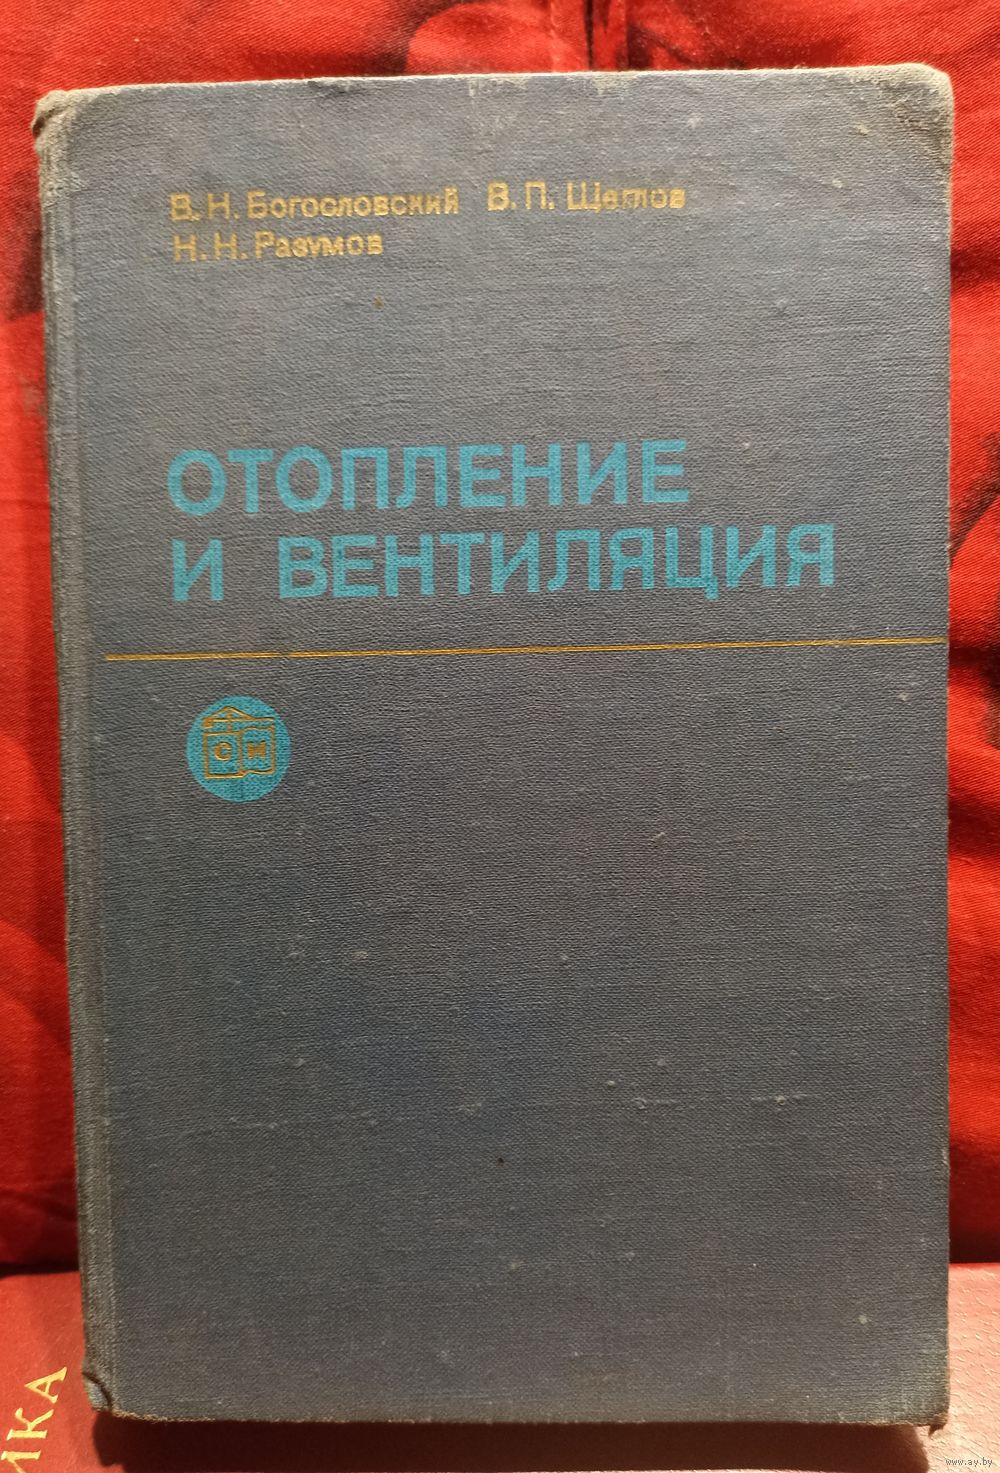 В. Н. Богословский В. П. Щеглов
Н. Н. Разумов
ОТОПЛЕНИЕ
И ВЕНТИЛЯЦИЯ
С И
ИКА
www.ay.by